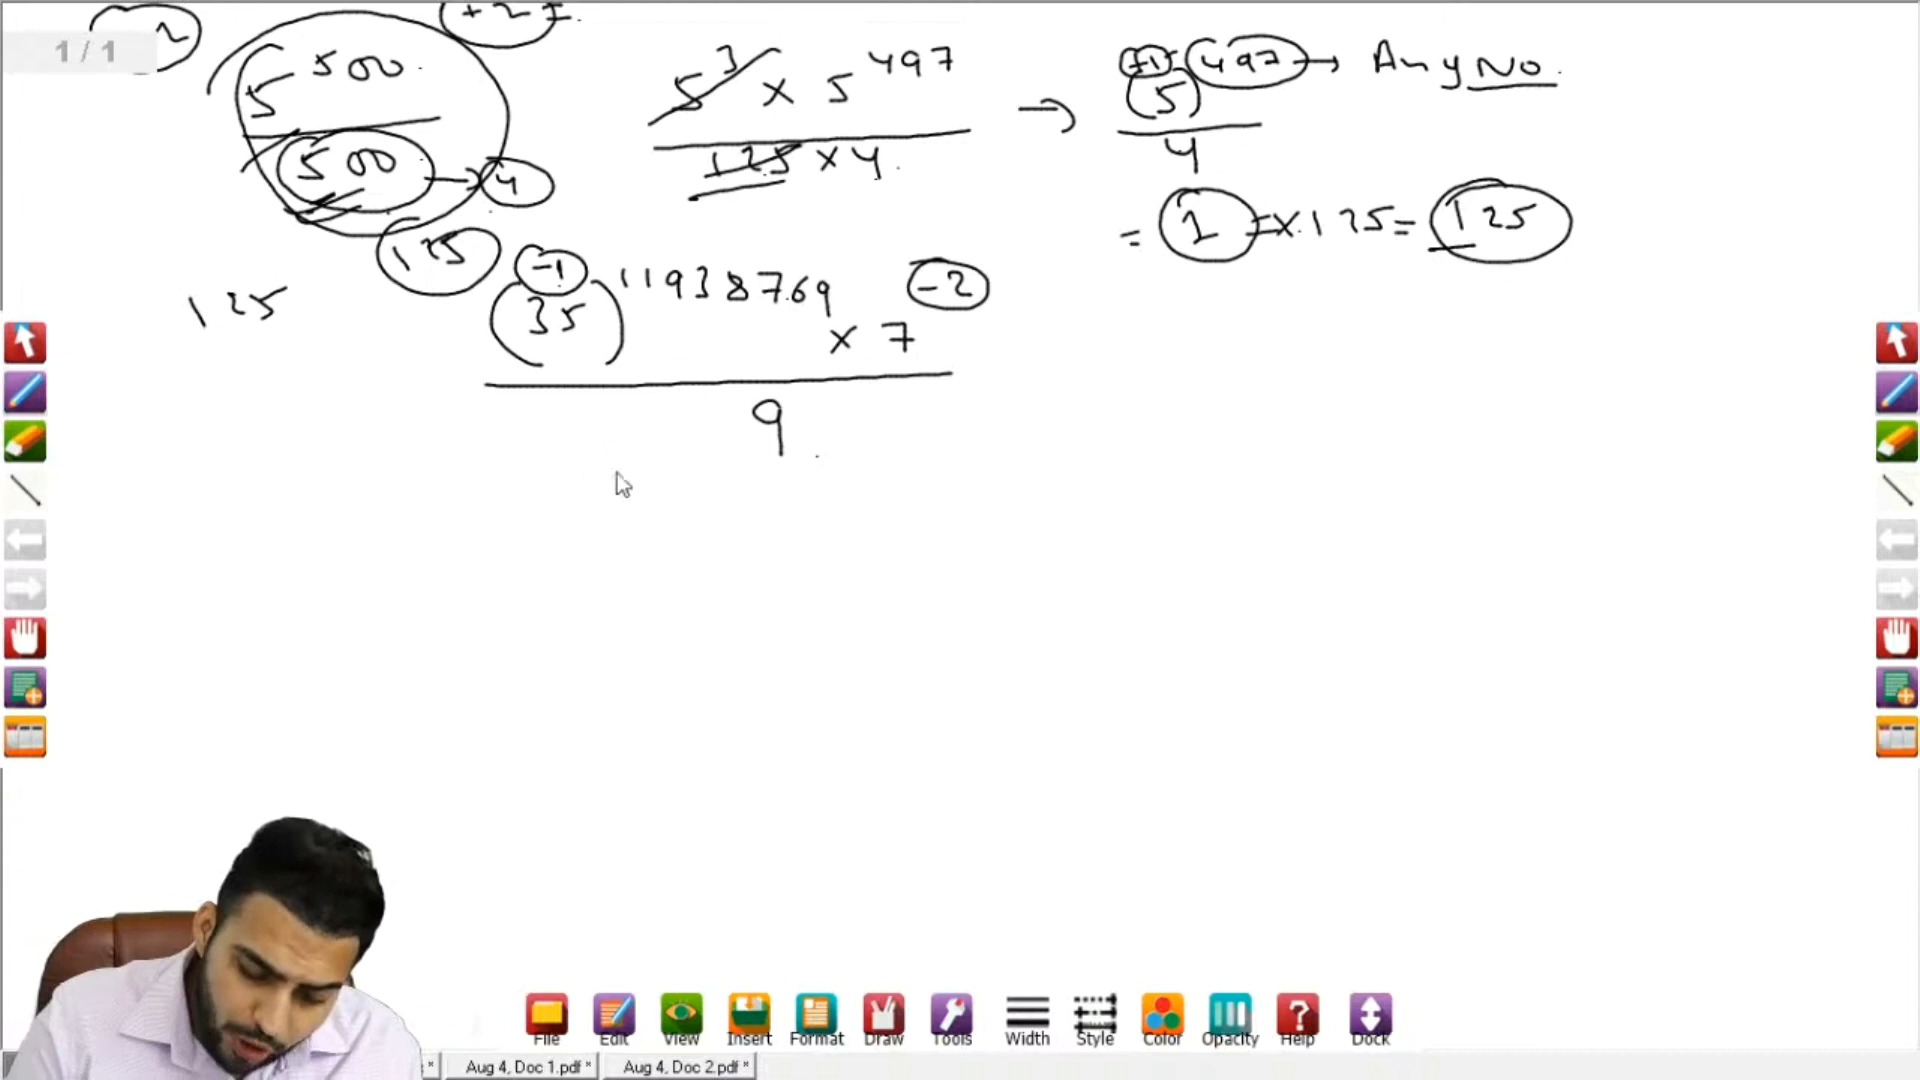 1 / 1
2
+2I.
5^500
500 → 4
125
5^3 × 5^497
125 × 4.
→
+1
(5)^497 → Any No.
4
= 1 = × 125 = 125
125
-1
(35)^11938769 × 7
-2
9
File Edit View Insert Format Draw Tools Width Style Color Opacity Help Dock
* Aug 4, Doc 1.pdf * Aug 4, Doc 2.pdf *